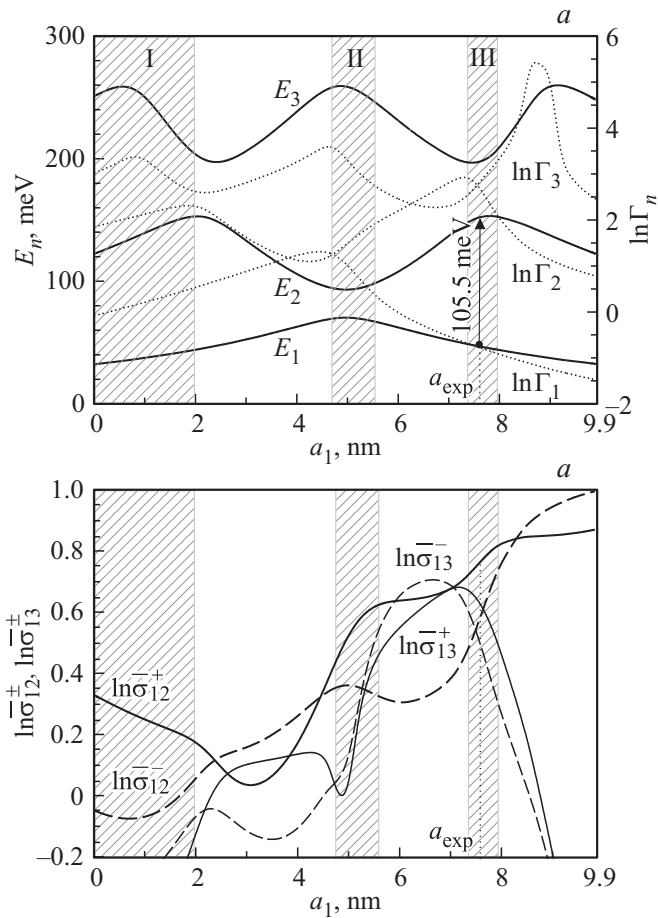 a
300
200
100
0
Eₙ, meV
I
II
III
E₃
E₂
E₁
lnΓ₃
lnΓ₂
lnΓ₁
105.5 meV
a_exp
6
4
2
0
−2
lnΓₙ
0
2
4
6
8
9.9
a₁, nm
a
1.0
0.8
0.6
0.4
0.2
0
−0.2
lnσ̅₁₂^±, lnσ̅₁₃^±
lnσ̅₁₃⁻
lnσ̅₁₃⁺
lnσ̅₁₂⁺
lnσ̅₁₂⁻
a_exp
0
2
4
6
8
9.9
a₁, nm